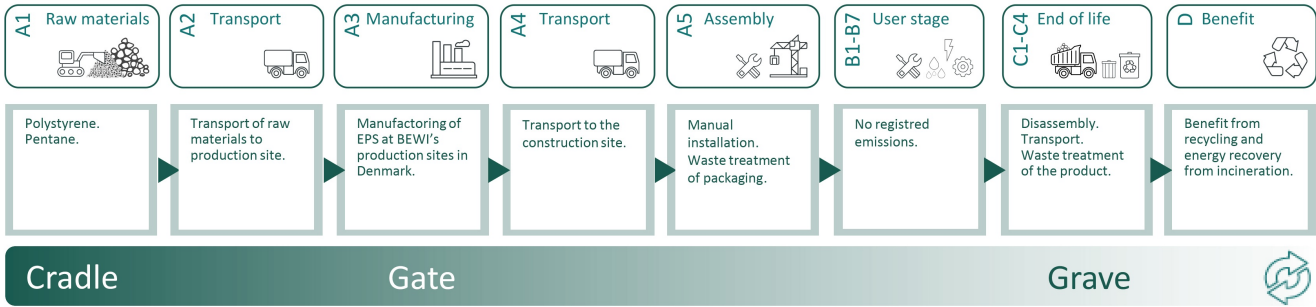 A1 Raw materials
A2 Transport
A3 Manufacturing
A4 Transport
A5 Assembly
B1-B7 User stage
C1-C4 End of life
D Benefit
Polystyrene.
Pentane.
Transport of raw
materials to
production site.
Manufactoring of
EPS at BEWI's
production sites in
Denmark.
Transport to the
construction site.
Manual
installation.
Waste treatment
of packaging.
No registred
emissions.
Disassembly.
Transport.
Waste treatment
of the product.
Benefit from
recycling and
energy recovery
from incineration.
Cradle
Gate
Grave